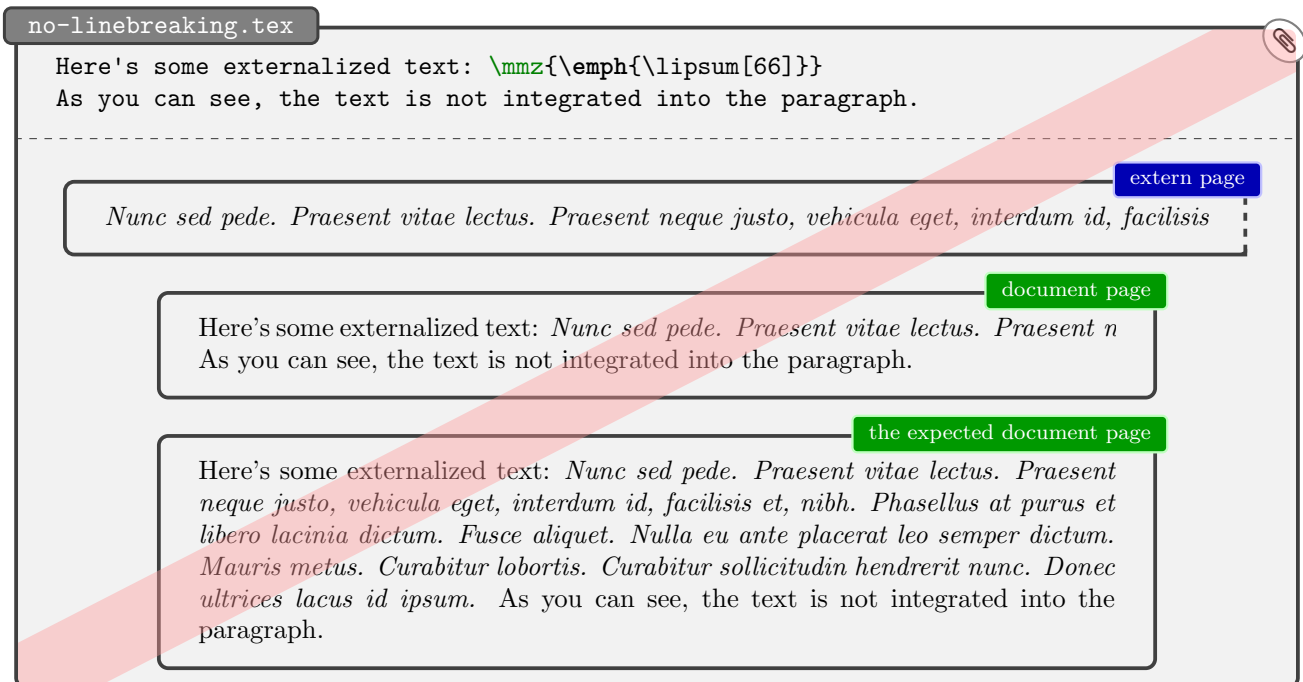 no-linebreaking.tex
Here's some externalized text: \mmz{\emph{\lipsum[66]}}
As you can see, the text is not integrated into the paragraph.
extern page
Nunc sed pede. Praesent vitae lectus. Praesent neque justo, vehicula eget, interdum id, facilisis
document page
Here's some externalized text: Nunc sed pede. Praesent vitae lectus. Praesent n
As you can see, the text is not integrated into the paragraph.
the expected document page
Here's some externalized text: Nunc sed pede. Praesent vitae lectus. Praesent
neque justo, vehicula eget, interdum id, facilisis et, nibh. Phasellus at purus et
libero lacinia dictum. Fusce aliquet. Nulla eu ante placerat leo semper dictum.
Mauris metus. Curabitur lobortis. Curabitur sollicitudin hendrerit nunc. Donec
ultrices lacus id ipsum. As you can see, the text is not integrated into the
paragraph.